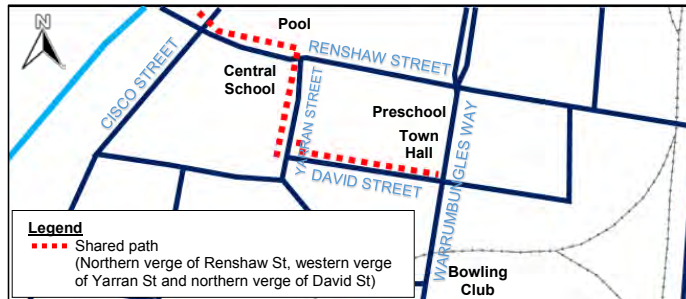 N
Pool
RENSHAW STREET
CISCO STREET
Central
School
YARRAN STREET
Preschool
Town
Hall
WARRUMBUNGLES WAY
DAVID STREET
Legend
Shared path
(Northern verge of Renshaw St, western verge
of Yarran St and northern verge of David St)
Bowling
Club